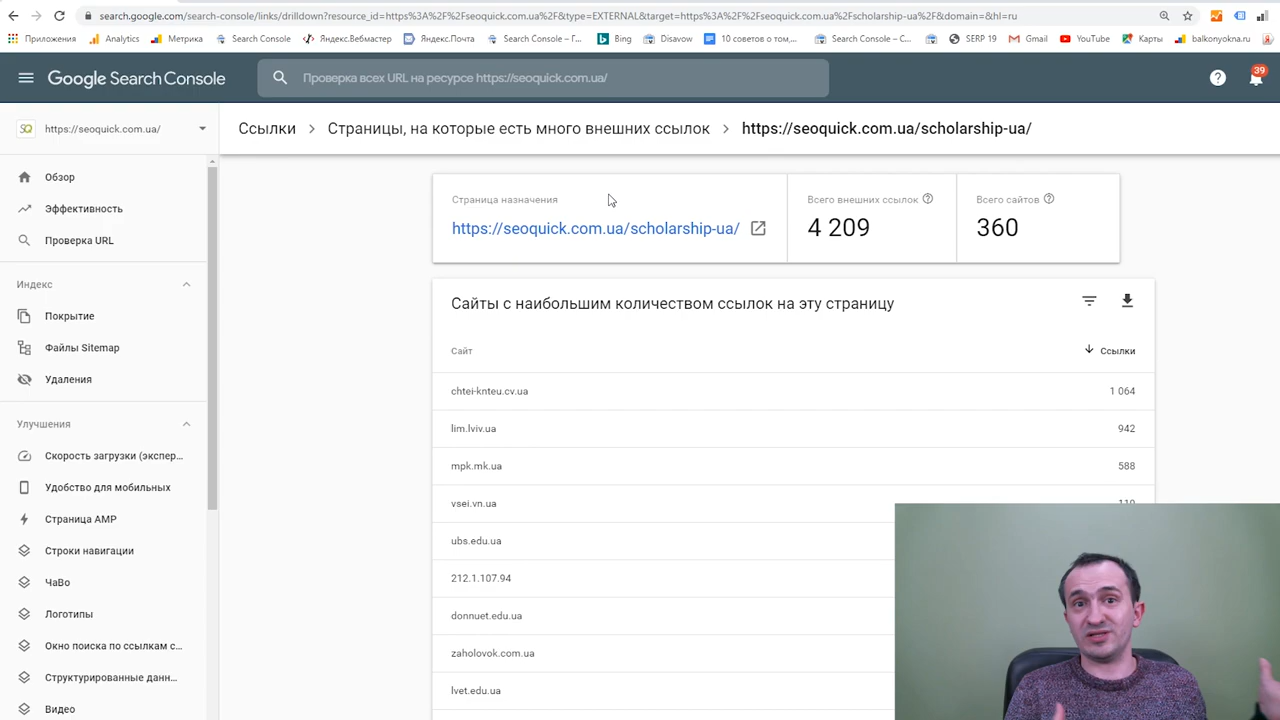 search.google.com/search-console/links/drilldown?resource_id=https%3A%2F%2Fseoquick.com.ua%2F&type=EXTERNAL&target=https%3A%2F%2Fseoquick.com.ua%2Fscholarship-ua%2F&domain=&hl=ru
Приложения Analytics Метрика Search Console Яндекс.Вебмастер Яндекс.Почта Search Console – Г... Bing Disavow 10 советов о том,... Search Console – С... SERP 19 Gmail YouTube Карты balkonyokna.ru
Google Search Console
Проверка всех URL на ресурсе https://seoquick.com.ua/
39
SQ https://seoquick.com.ua/
Ссылки > Страницы, на которые есть много внешних ссылок > https://seoquick.com.ua/scholarship-ua/
Обзор
Эффективность
Проверка URL
Индекс
Покрытие
Файлы Sitemap
Удаления
Улучшения
Скорость загрузки (экспер...
Удобство для мобильных
Страница AMP
Строки навигации
ЧаВо
Логотипы
Окно поиска по ссылкам с...
Структурированные данн...
Видео
Страница назначения
https://seoquick.com.ua/scholarship-ua/
Всего внешних ссылок
4 209
Всего сайтов
360
Сайты с наибольшим количеством ссылок на эту страницу
Сайт Ссылки
chtei-knteu.cv.ua 1 064
lim.lviv.ua 942
mpk.mk.ua 588
vsei.vn.ua
ubs.edu.ua
212.1.107.94
donnuet.edu.ua
zaholovok.com.ua
lvet.edu.ua